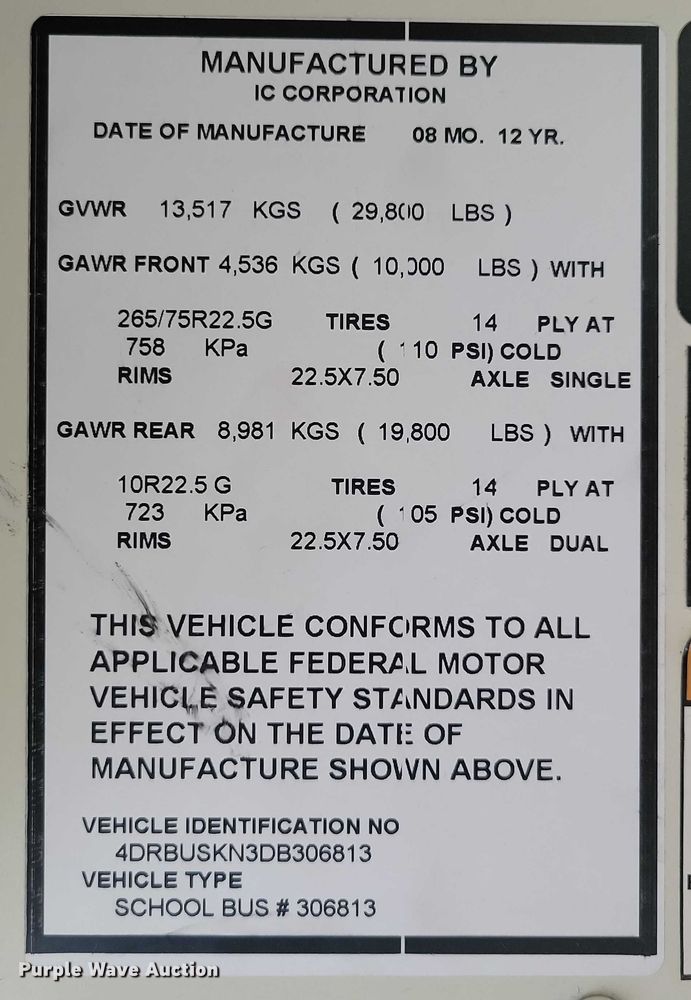 MANUFACTURED BY
IC CORPORATION
DATE OF MANUFACTURE 08 MO. 12 YR.
GVWR 13,517 KGS ( 29,800 LBS )
GAWR FRONT 4,536 KGS ( 10,000 LBS ) WITH
265/75R22.5G TIRES 14 PLY AT
758 KPa ( 110 PSI) COLD
RIMS 22.5X7.50 AXLE SINGLE
GAWR REAR 8,981 KGS ( 19,800 LBS ) WITH
10R22.5 G TIRES 14 PLY AT
723 KPa ( 105 PSI) COLD
RIMS 22.5X7.50 AXLE DUAL
THIS VEHICLE CONFORMS TO ALL
APPLICABLE FEDERAL MOTOR
VEHICLE SAFETY STANDARDS IN
EFFECT ON THE DATE OF
MANUFACTURE SHOWN ABOVE.
VEHICLE IDENTIFICATION NO
4DRBUSKN3DB306813
VEHICLE TYPE
SCHOOL BUS # 306813
Purple Wave Auction